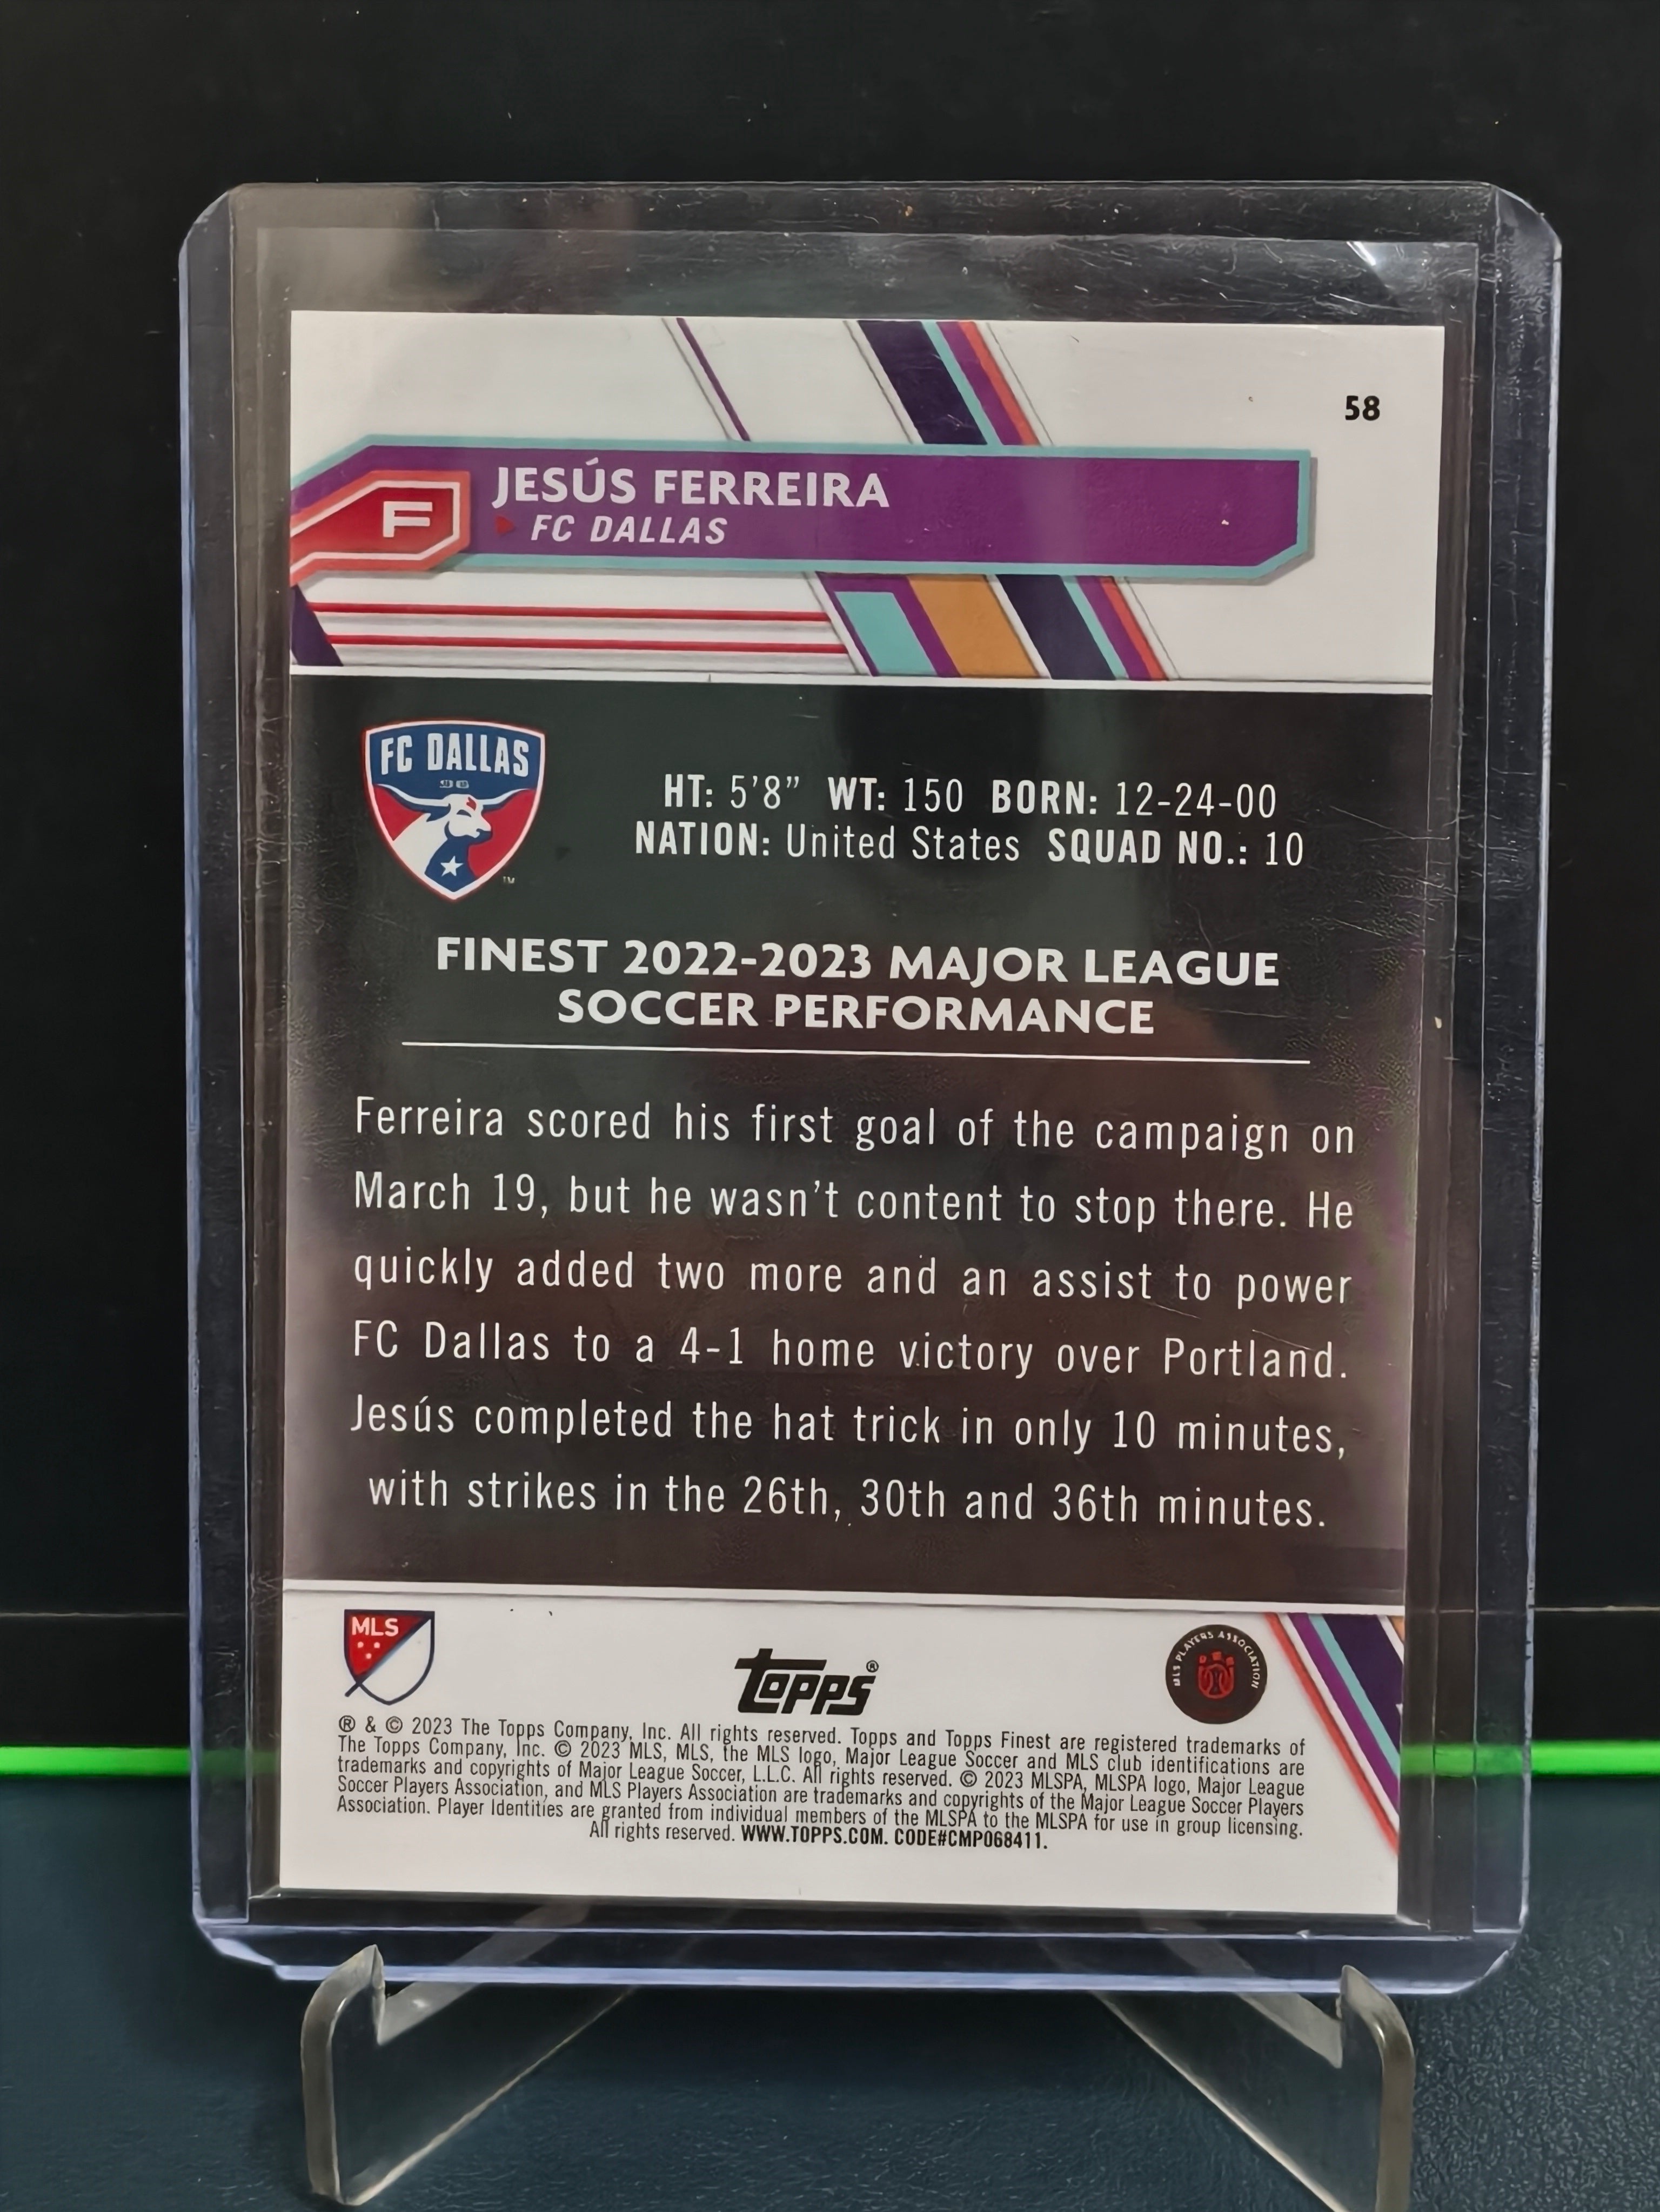 58
JESÚS FERREIRA
F
FC DALLAS
FC DALLAS
HT: 5'8” WT: 150 BORN: 12-24-00
NATION: United States SQUAD NO.: 10
TM
FINEST 2022-2023 MAJOR LEAGUE
SOCCER PERFORMANCE
Ferreira scored his first goal of the campaign on
March 19, but he wasn’t content to stop there. He
quickly added two more and an assist to power
FC Dallas to a 4-1 home victory over Portland.
Jesús completed the hat trick in only 10 minutes,
with strikes in the 26th, 30th and 36th minutes.
MLS
topps®
MLS PLAYERS ASSOCIATION
® & © 2023 The Topps Company, Inc. All rights reserved. Topps and Topps Finest are registered trademarks of
The Topps Company, Inc. © 2023 MLS, MLS, the MLS logo, Major League Soccer and MLS club identifications are
trademarks and copyrights of Major League Soccer, L.L.C. All rights reserved. © 2023 MLSPA, MLSPA logo, Major League
Soccer Players Association, and MLS Players Association are trademarks and copyrights of the Major League Soccer Players
Association. Player Identities are granted from individual members of the MLSPA to the MLSPA for use in group licensing.
All rights reserved. WWW.TOPPS.COM. CODE#CMP068411.